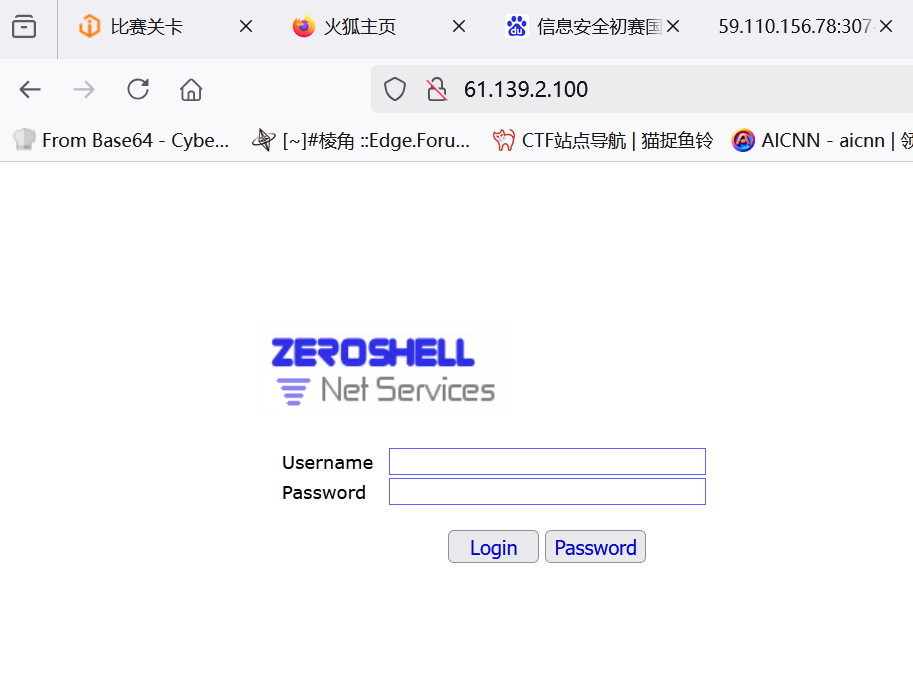 比赛关卡
火狐主页
信息安全初赛国
59.110.156.78:307
61.139.2.100
From Base64 - Cybe...
[~]#棱角 ::Edge.Foru...
CTF站点导航 | 猫捉鱼铃
AICNN - aicnn | 领
ZEROSHELL
Net Services
Username
Password
Login Password